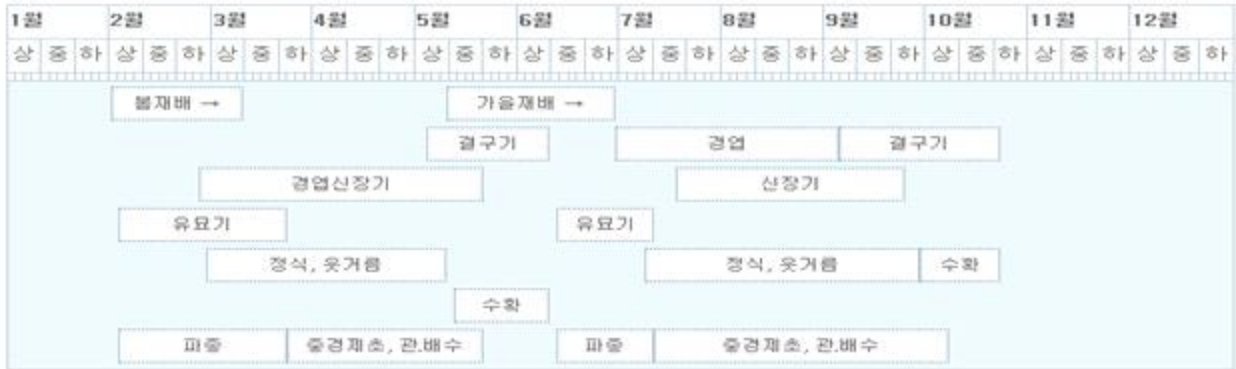 1월 2월 3월 4월 5월 6월 7월 8월 9월 10월 11월 12월
상 중 하 상 중 하 상 중 하 상 중 하 상 중 하 상 중 하 상 중 하 상 중 하 상 중 하 상 중 하 상 중 하 상 중 하
봄재배 → 가을재배 →
결구기 경엽 결구기
경엽신장기 신장기
유묘기 유묘기
정식, 웃거름 정식, 웃거름 수확
수확
파종 중경제초, 관.배수 파종 중경제초, 관.배수